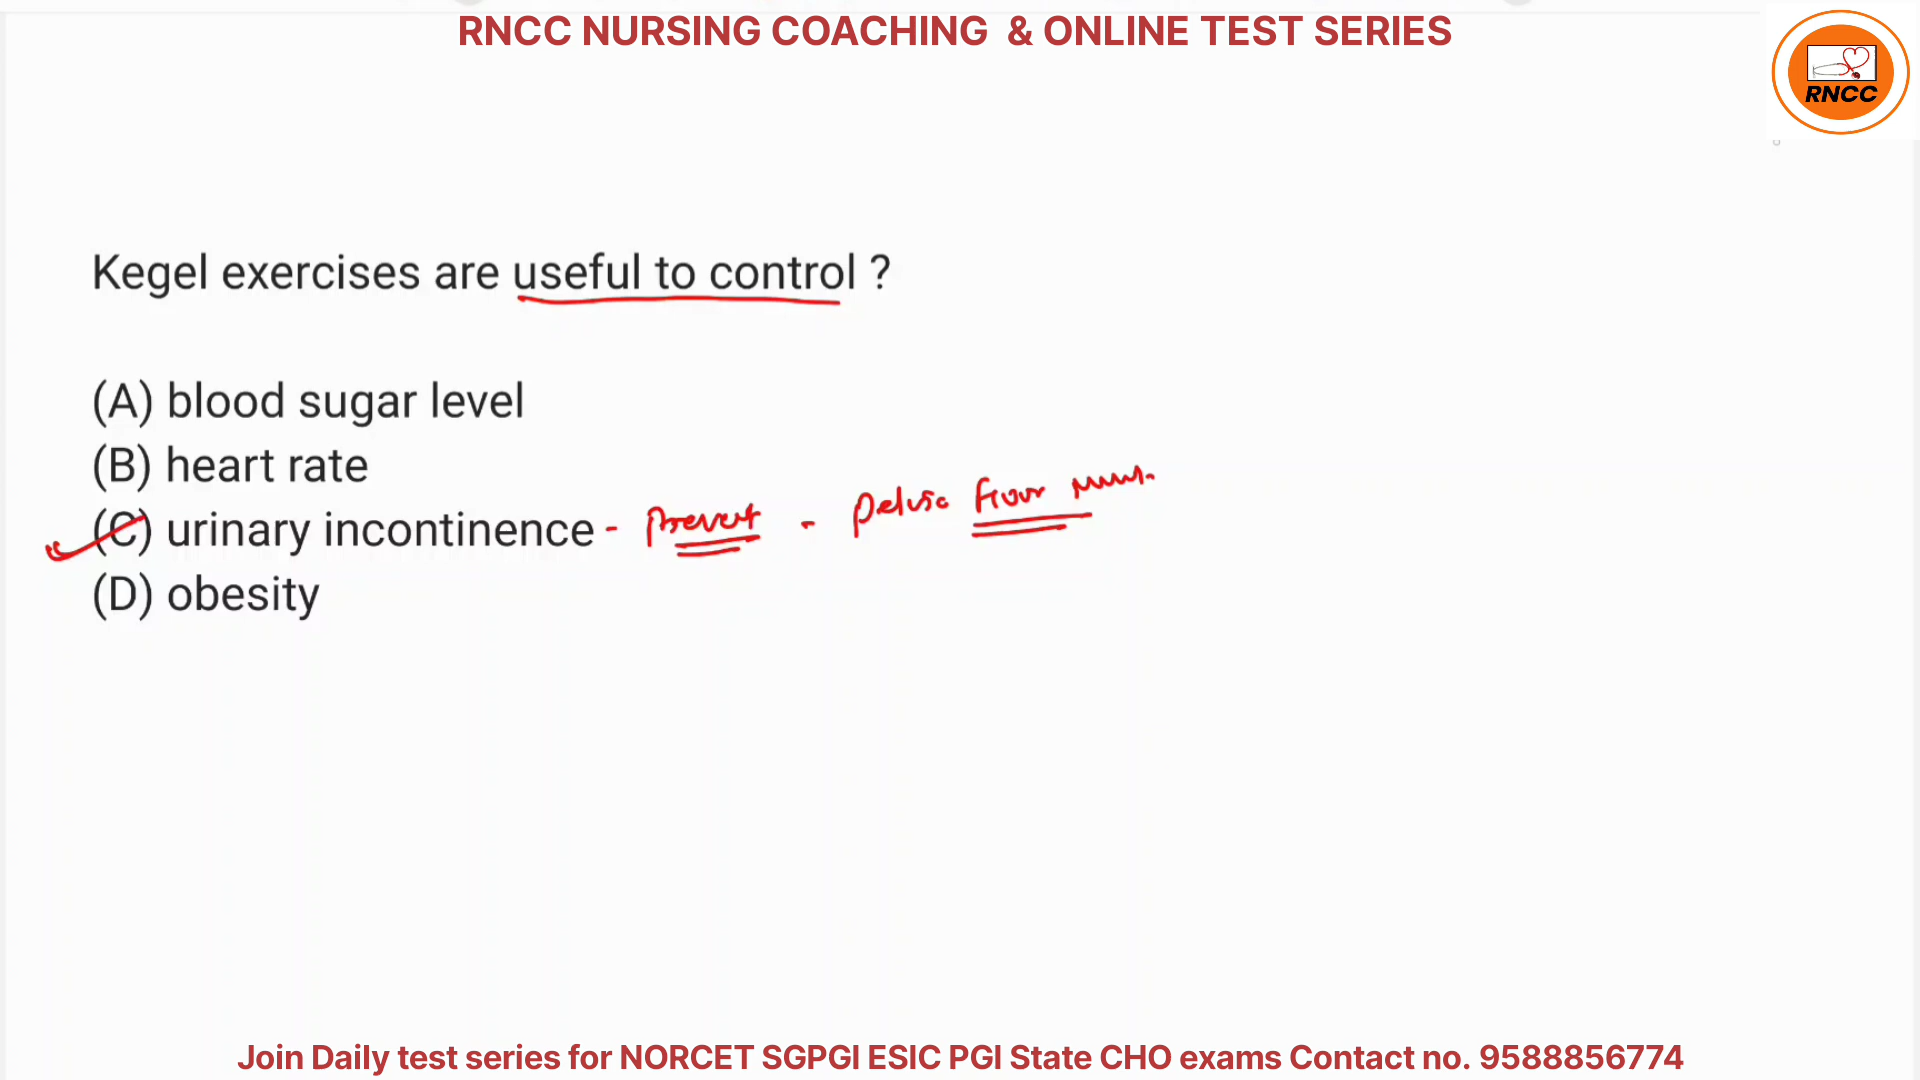 RNCC NURSING COACHING & ONLINE TEST SERIES
RNCC
Kegel exercises are useful to control ?
(A) blood sugar level
(B) heart rate
(C) urinary incontinence - Prevent - Pelvic floor
(D) obesity
Join Daily test series for NORCET SGPGI ESIC PGI State CHO exams Contact no. 9588856774